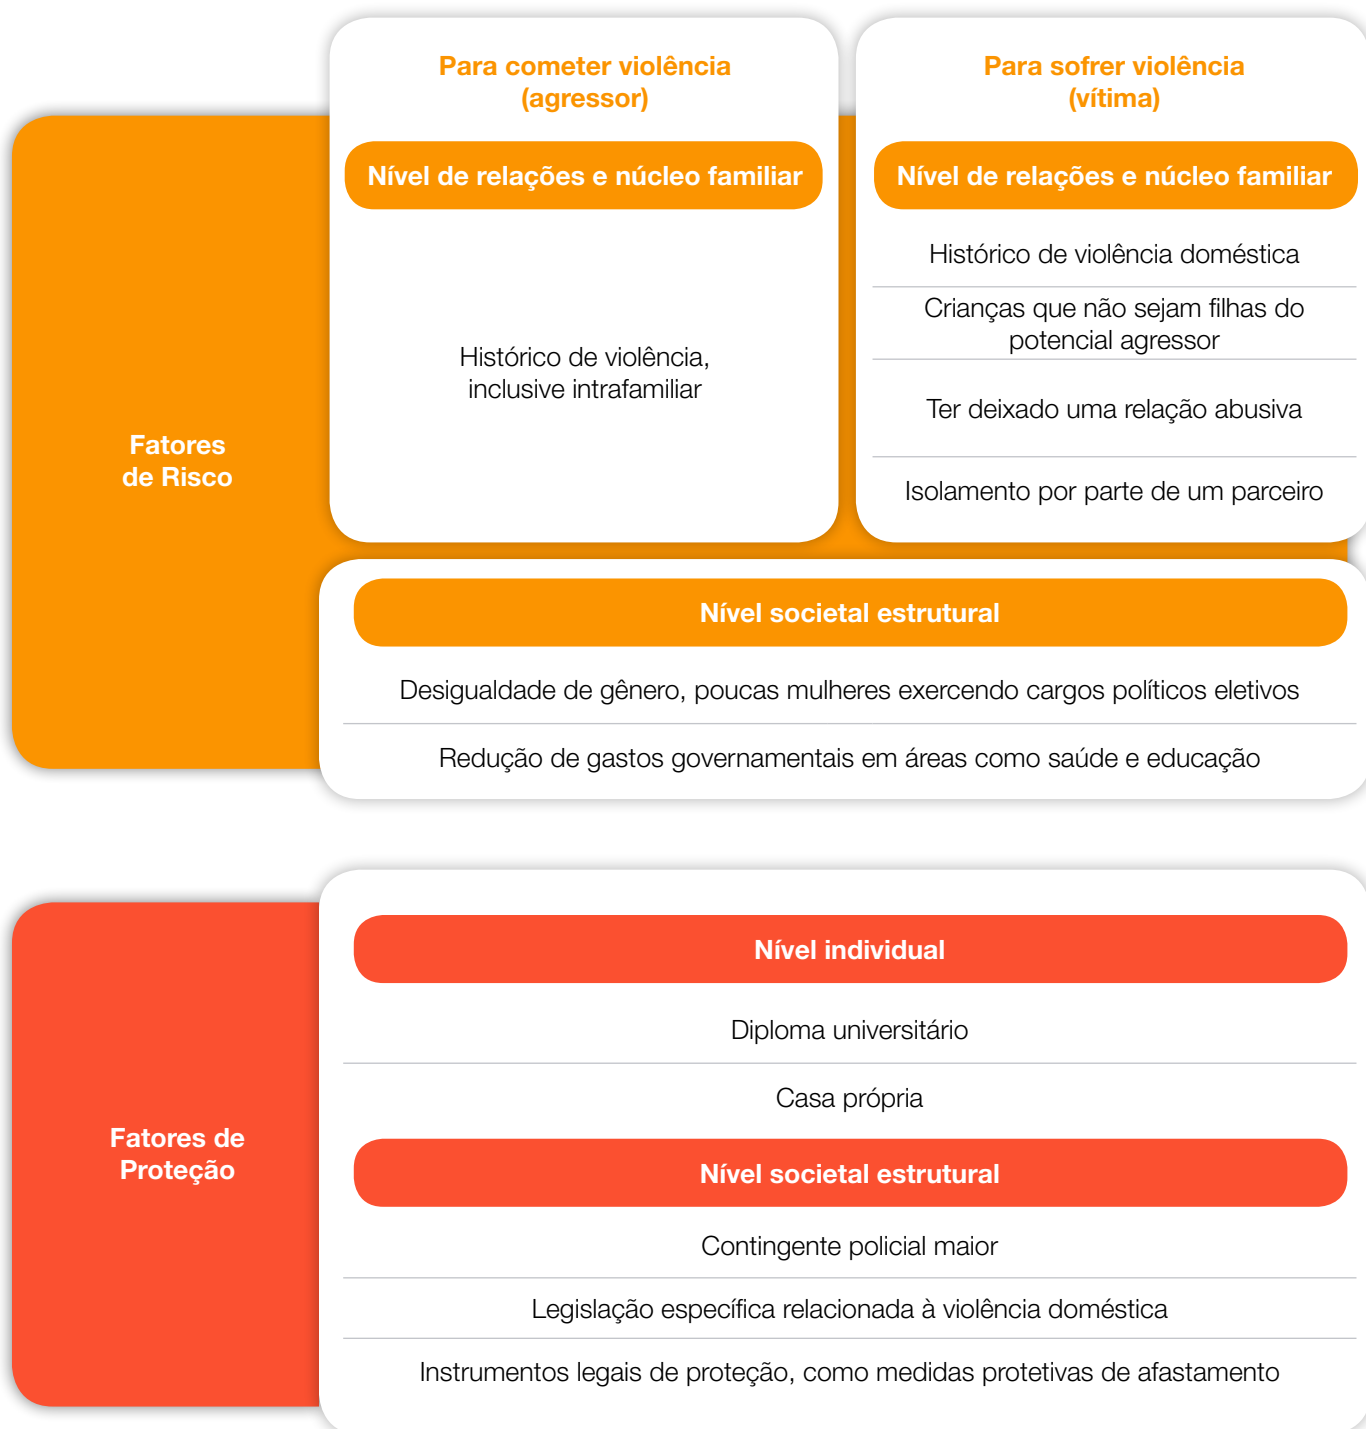 Para cometer violência
(agressor)
Nível de relações e núcleo familiar
Histórico de violência,
inclusive intrafamiliar
Para sofrer violência
(vítima)
Nível de relações e núcleo familiar
Histórico de violência doméstica
Crianças que não sejam filhas do
potencial agressor
Ter deixado uma relação abusiva
Isolamento por parte de um parceiro
Fatores
de Risco
Nível societal estrutural
Desigualdade de gênero, poucas mulheres exercendo cargos políticos eletivos
Redução de gastos governamentais em áreas como saúde e educação
Fatores de
Proteção
Nível individual
Diploma universitário
Casa própria
Nível societal estrutural
Contingente policial maior
Legislação específica relacionada à violência doméstica
Instrumentos legais de proteção, como medidas protetivas de afastamento